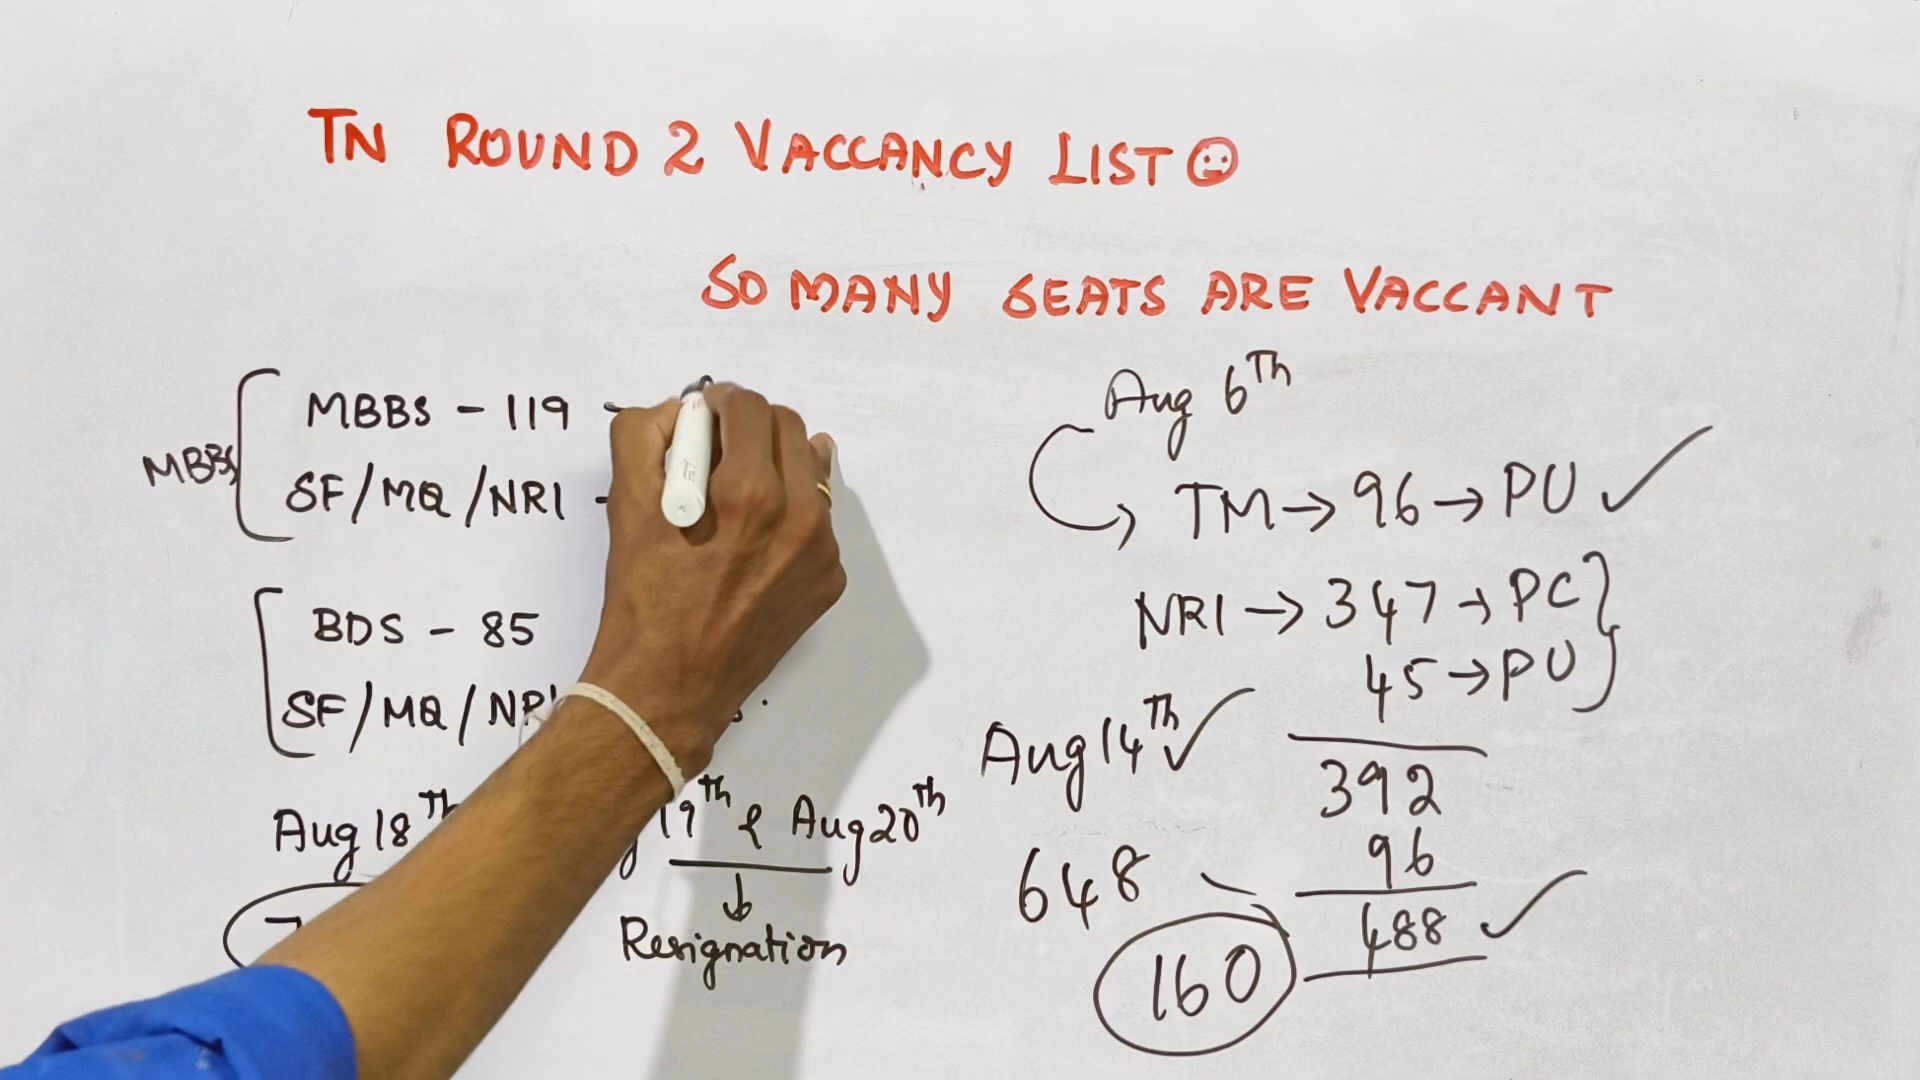 TN ROUND 2 VACCANCY LIST
SO MANY SEATS ARE VACCANT
MBBS
MBBS - 119 -
SF/MQ/NRI -
BDS - 85
SF/MQ/NRI
Aug 18th 19th & Aug 20th
Resignation
Aug 6Th
TM → 96 → PU ✓
NRI → 347 → PC
45 → PU
Aug 14Th ✓
392
96
648
488 ✓
160